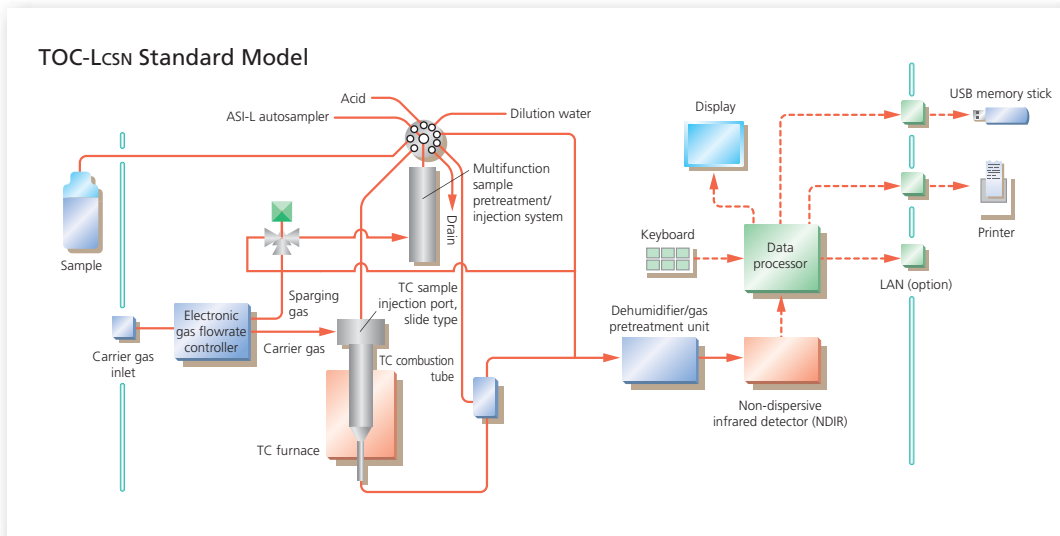 TOC-LCSN Standard Model
Acid
ASI-L autosampler
Dilution water
Multifunction
sample
pretreatment/
injection system
Drain
Sample
Sparging
gas
Electronic
gas flowrate
controller
Carrier gas
inlet
Carrier gas
TC sample
injection port,
slide type
TC combustion
tube
TC furnace
Display
Keyboard
Data
processor
Dehumidifier/gas
pretreatment unit
Non-dispersive
infrared detector (NDIR)
USB memory stick
Printer
LAN (option)